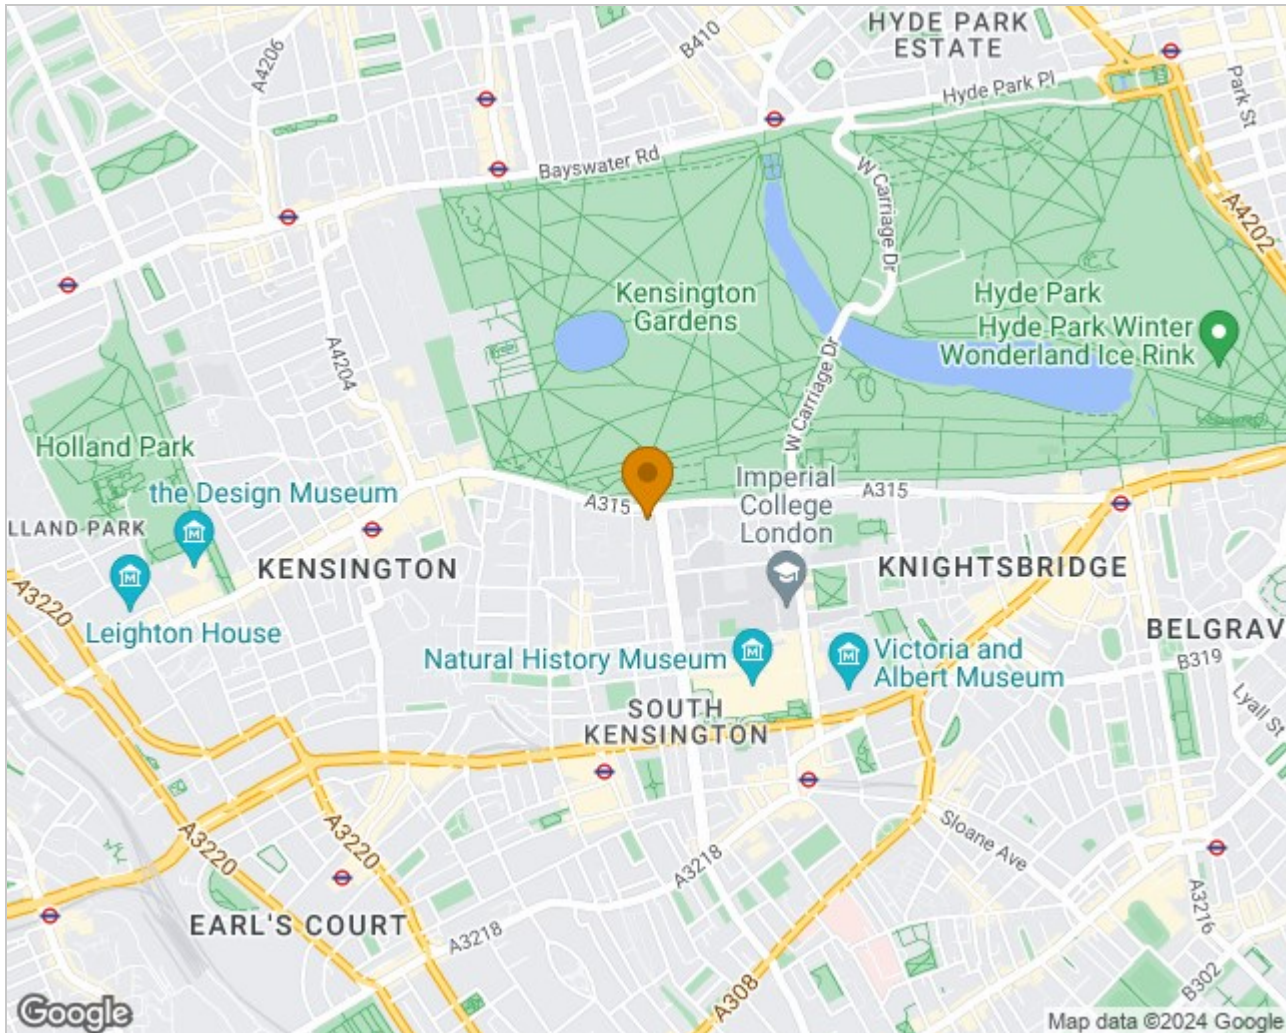 HYDE PARK
ESTATE
A4206
B410
Hyde Park Pl
Park St
Bayswater Rd
W Carriage Dr
A4202
Kensington
Gardens
Hyde Park
Hyde Park Winter
Wonderland Ice Rink
A4204
W Carriage Dr
Holland Park
the Design Museum
A315
Imperial
College
London
A315
LLAND PARK
KENSINGTON
KNIGHTSBRIDGE
A3220
Leighton House
Natural History Museum
Victoria and
Albert Museum
BELGRAV
B319
Lyall St
SOUTH
KENSINGTON
A3220
A3220
A3218
Sloane Ave
EARL'S COURT
A3218
A3216
A308
B302
Google
Map data ©2024 Google